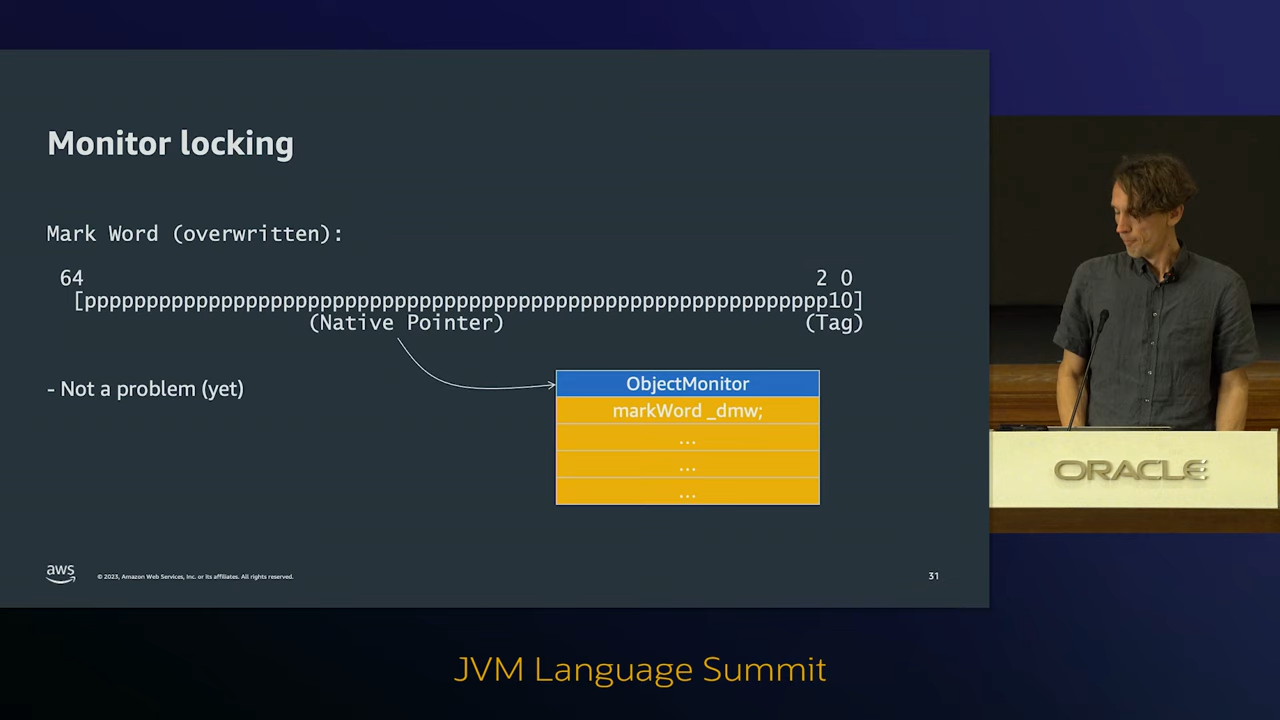 Monitor locking
Mark Word (overwritten):
64 2 0
[pppppppppppppppppppppppppppppppppppppppppppppppppppppppppppppp10]
(Native Pointer) (Tag)
- Not a problem (yet)
ObjectMonitor
markWord _dmw;
...
...
...
aws
© 2023, Amazon Web Services, Inc. or its affiliates. All rights reserved.
31
ORACLE
JVM Language Summit